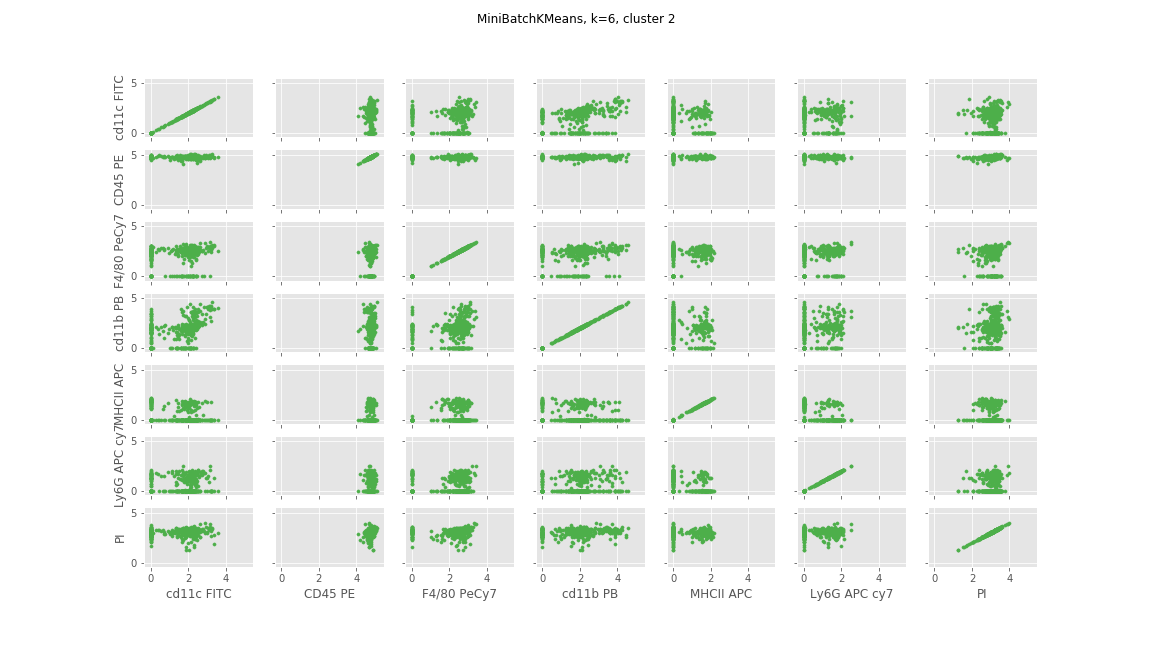 MiniBatchKMeans, k=6, cluster 2
cd11c FITC
5
0
CD45 PE
5
0
F4/80 PeCy7
5
0
cd11b PB
5
0
MHCII APC
5
0
Ly6G APC cy7
5
0
PI
5
0
0 2 4 0 2 4 0 2 4 0 2 4 0 2 4 0 2 4 0 2 4
cd11c FITC CD45 PE F4/80 PeCy7 cd11b PB MHCII APC Ly6G APC cy7 PI